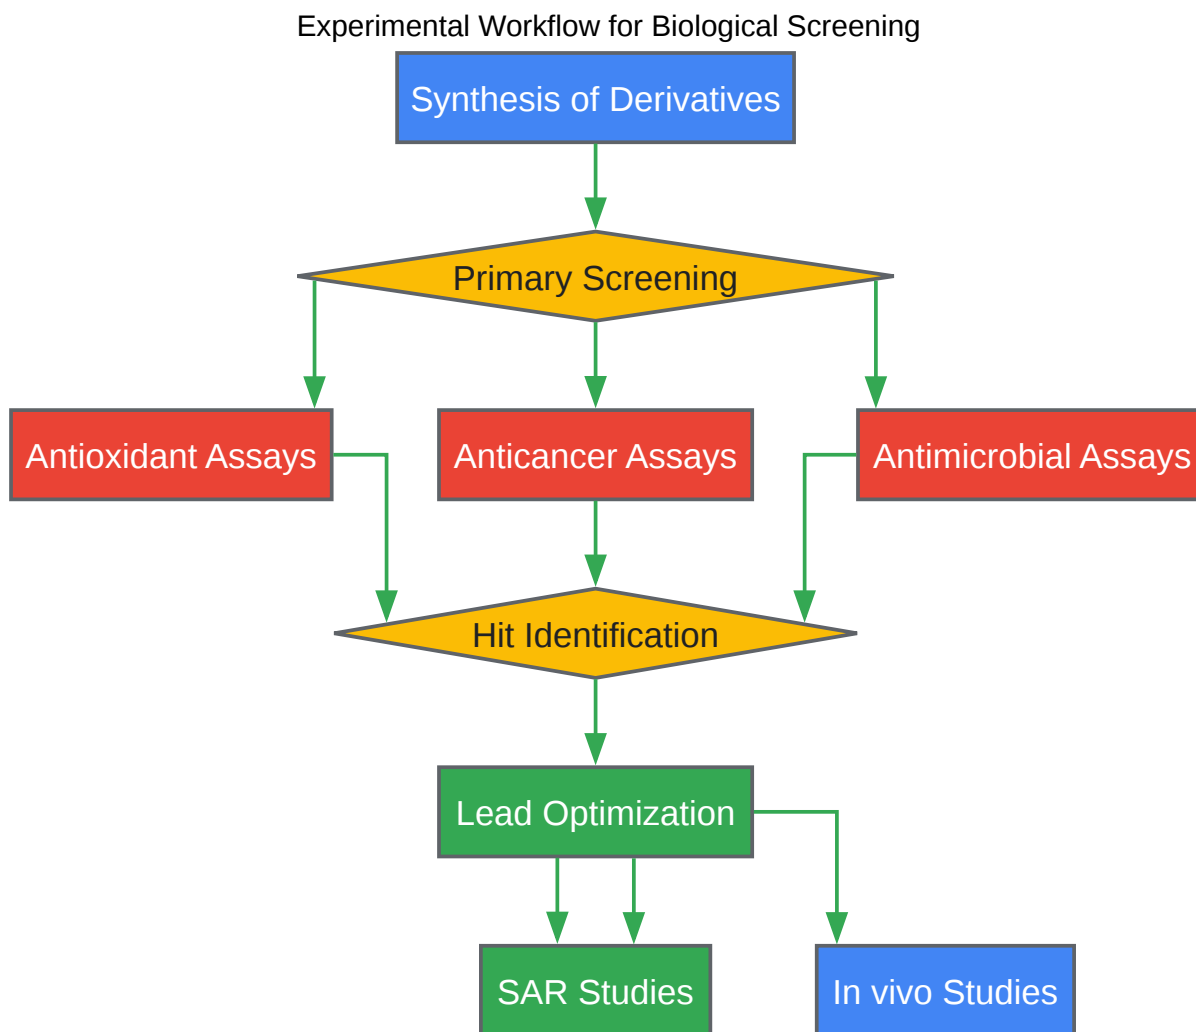 Experimental Workflow for Biological Screening
Synthesis of Derivatives
Primary Screening
Antioxidant Assays
Anticancer Assays
Antimicrobial Assays
Hit Identification
Lead Optimization
SAR Studies
In vivo Studies